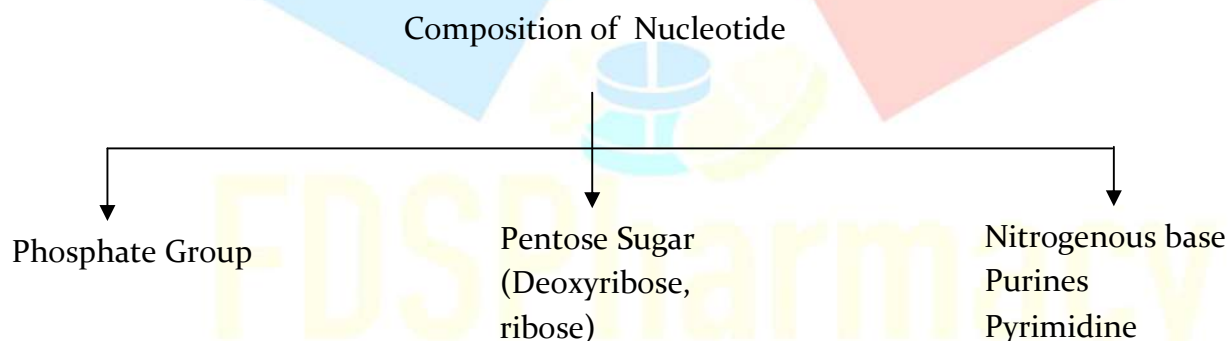 Composition of Nucleotide
Phosphate Group
Pentose Sugar
(Deoxyribose,
ribose)
Nitrogenous base
Purines
Pyrimidine
FDSPharmacy